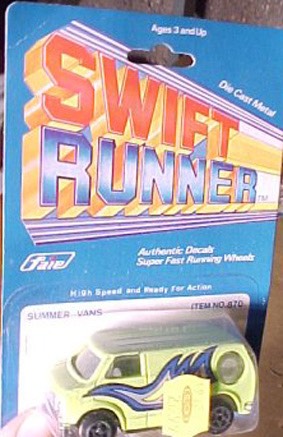 Ages 3 and Up
Die Cast Metal
SWIFT
RUNNER TM
Authentic Decals
Super Fast Running Wheels
Faie
High Speed and Ready For Action
SUMMER VANS
ITEM NO. 870